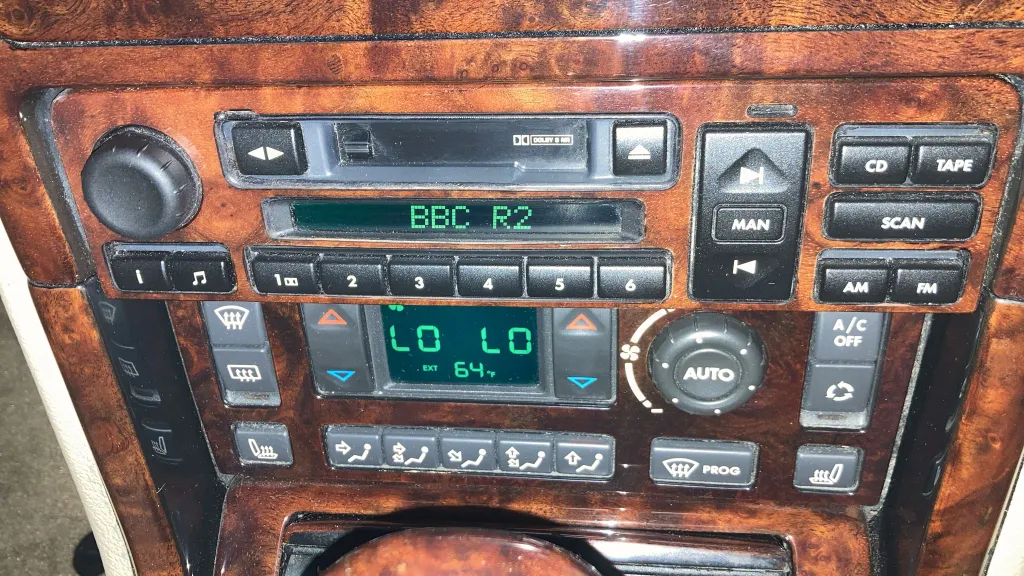 DOLBY B NR
CD TAPE
BBC R2
MAN
SCAN
i 1 2 3 4 5 6
AM FM
LO LO
A/C
OFF
EXT 64°F
AUTO
PROG